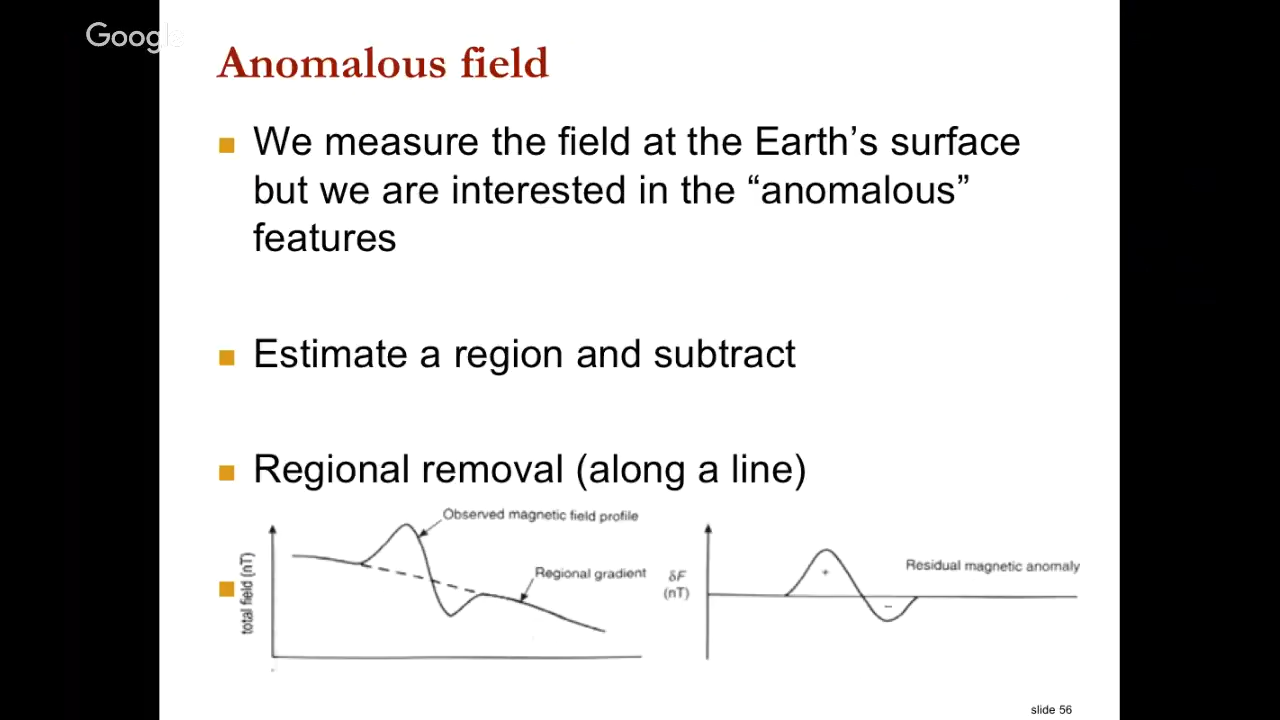 Google
Anomalous field
We measure the field at the Earth’s surface
but we are interested in the “anomalous”
features
Estimate a region and subtract
Regional removal (along a line)
Observed magnetic field profile
Regional gradient
total field (nT)
δF
(nT)
Residual magnetic anomaly
+
−
slide 56